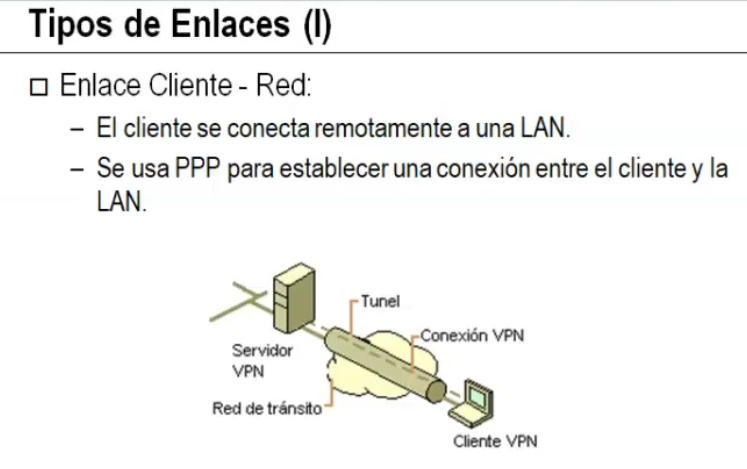 Tipos de Enlaces (I)
Enlace Cliente - Red:
– El cliente se conecta remotamente a una LAN.
– Se usa PPP para establecer una conexión entre el cliente y la
LAN.
Tunel
Conexión VPN
Servidor
VPN
Red de tránsito
Cliente VPN